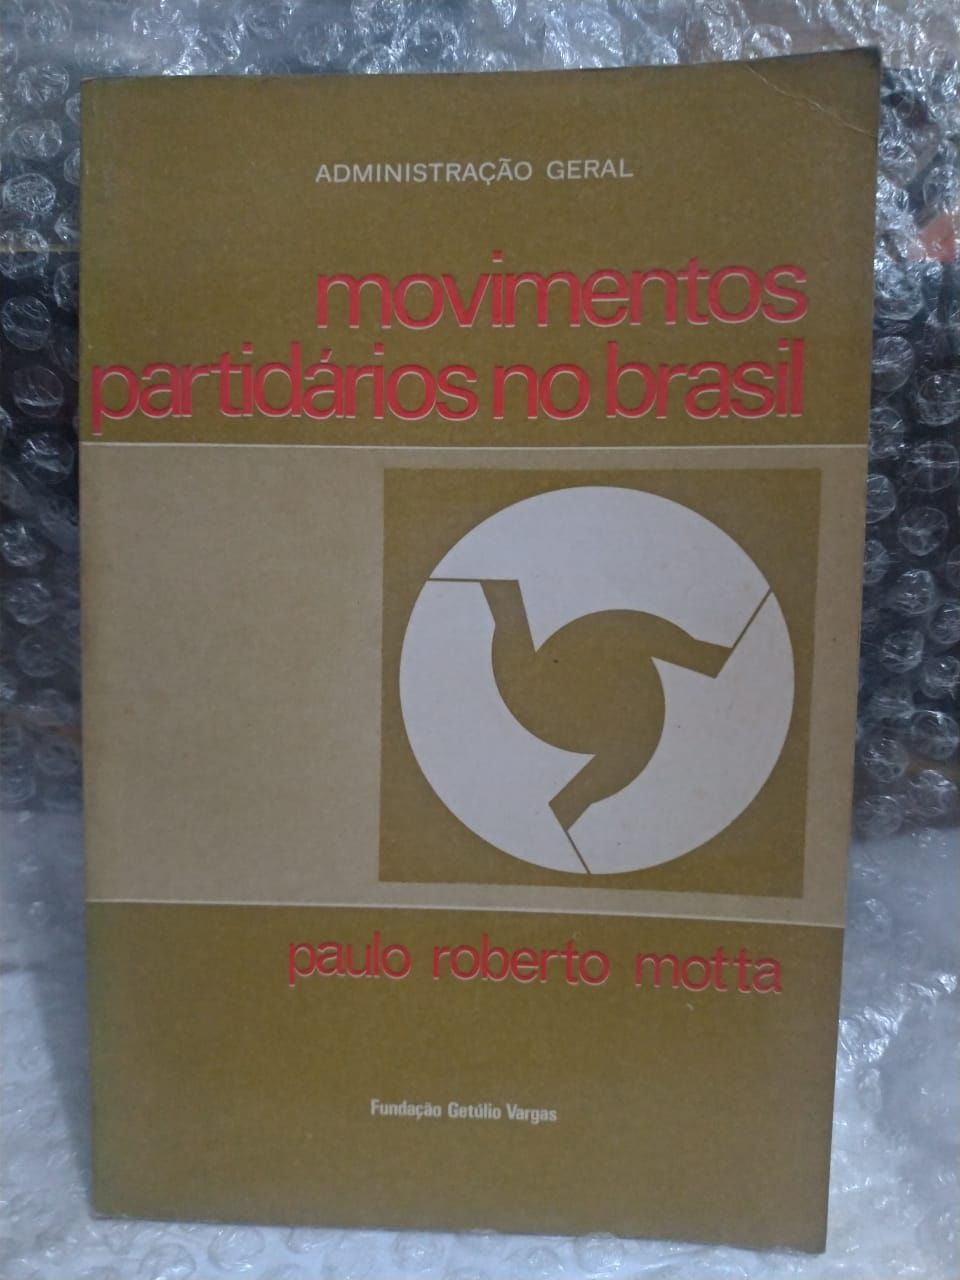 ADMINISTRAÇÃO GERAL
movimentos
partidários no brasil
paulo roberto motta
Fundação Getúlio Vargas